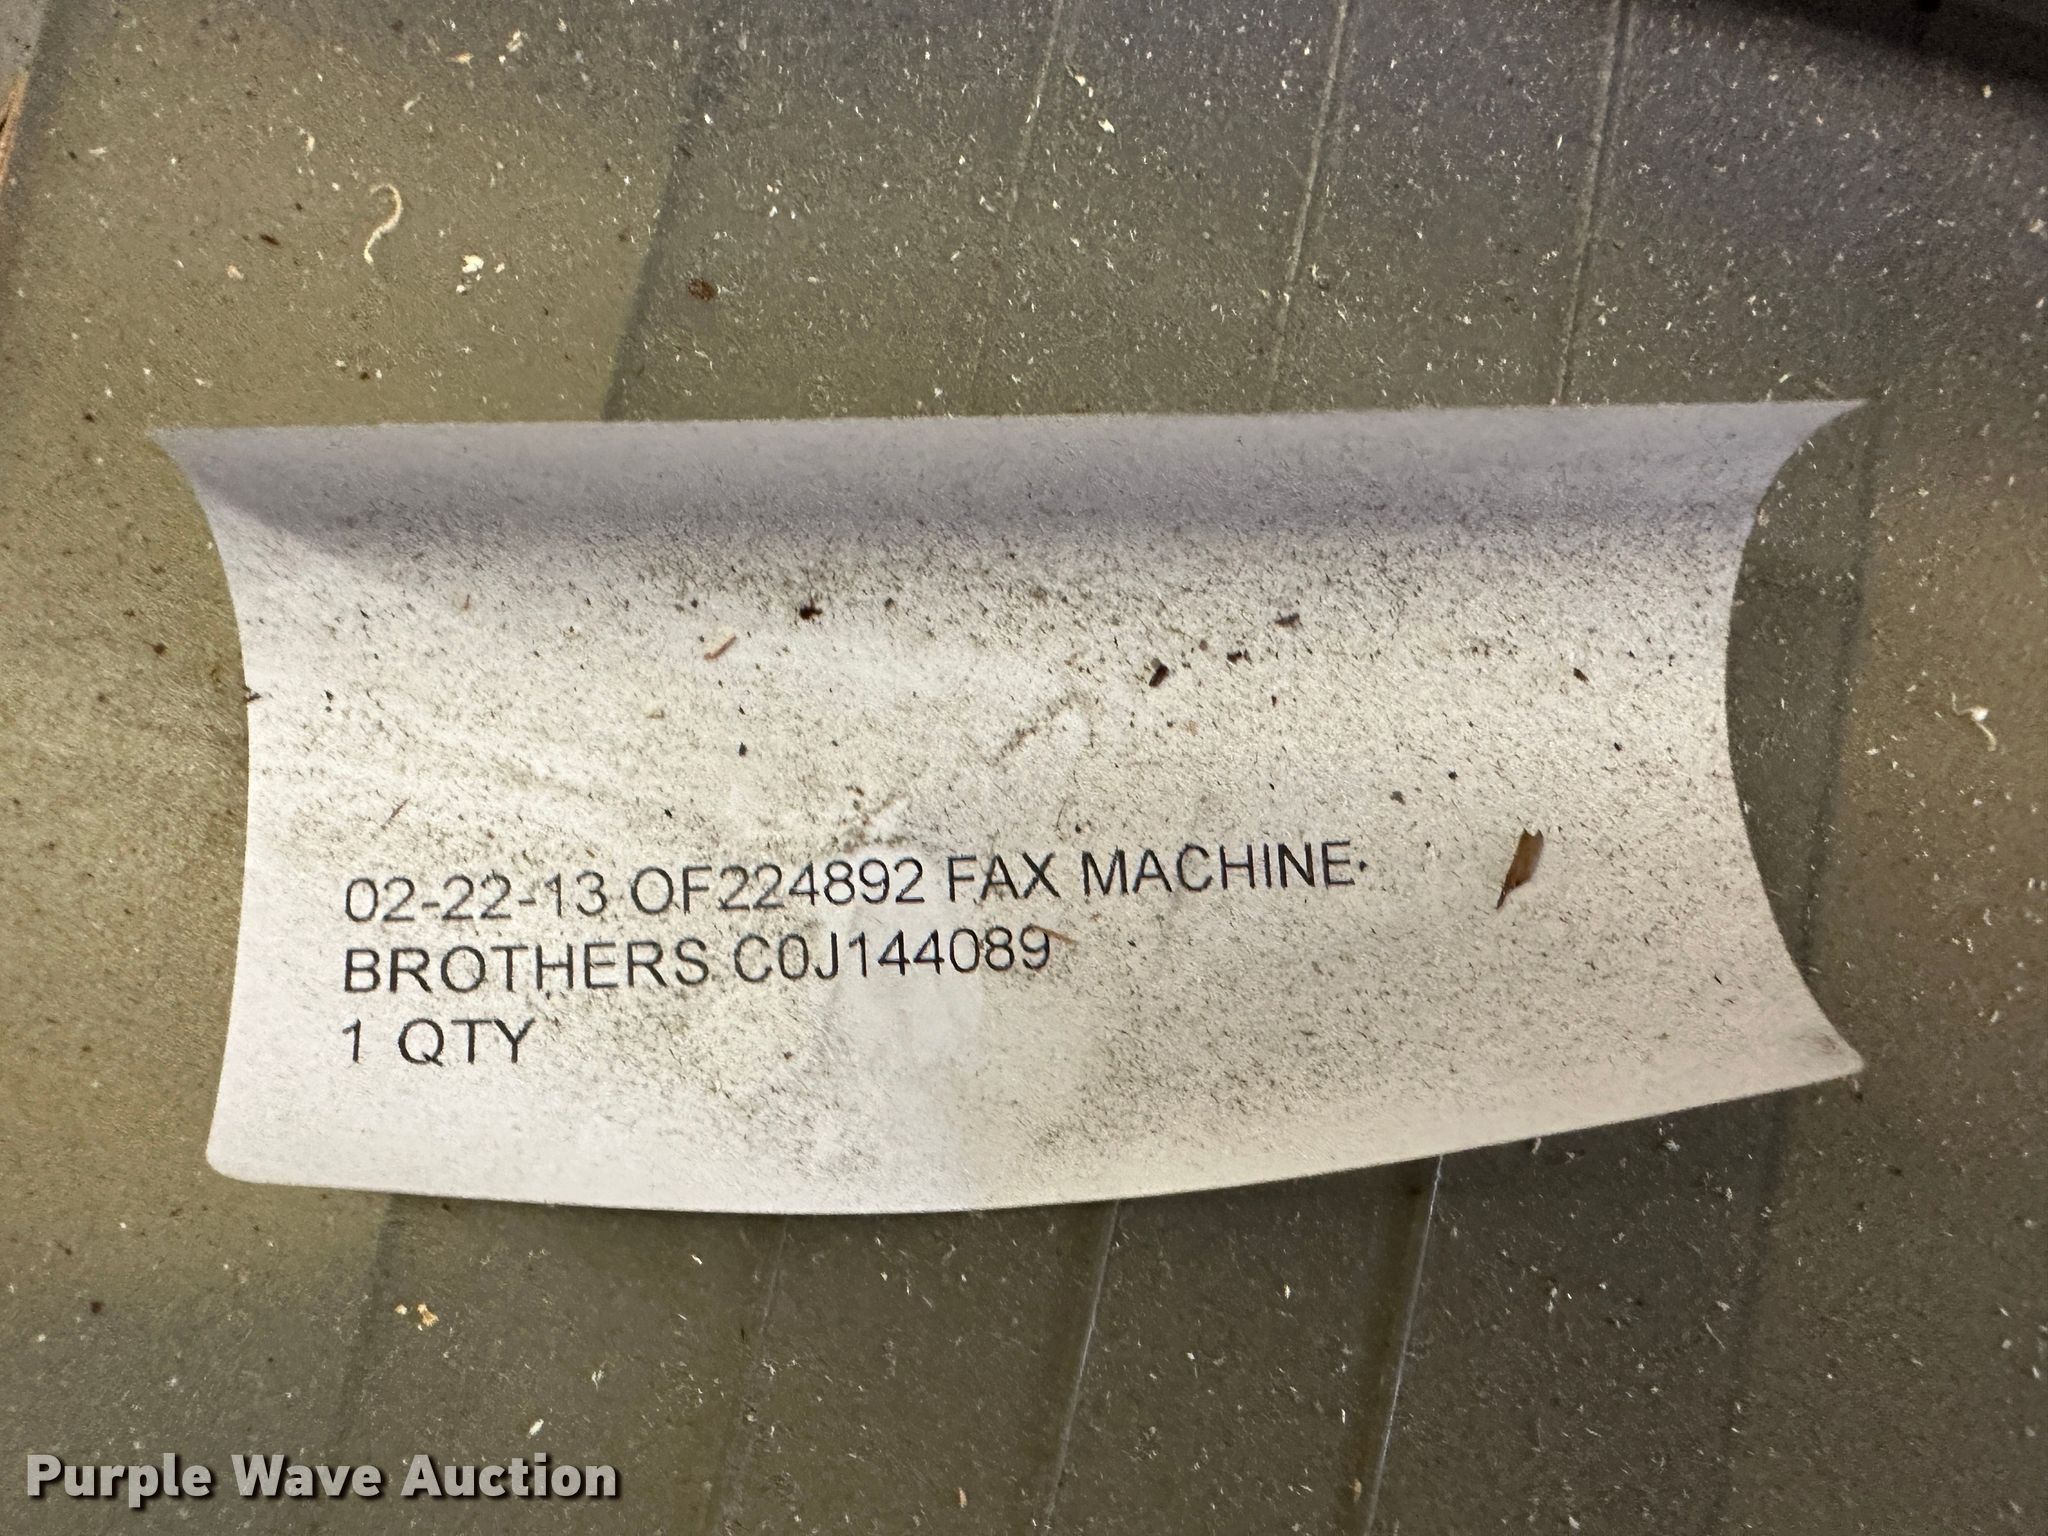 02-22-13 OF224892 FAX MACHINE
BROTHERS C0J144089
1 QTY
Purple Wave Auction